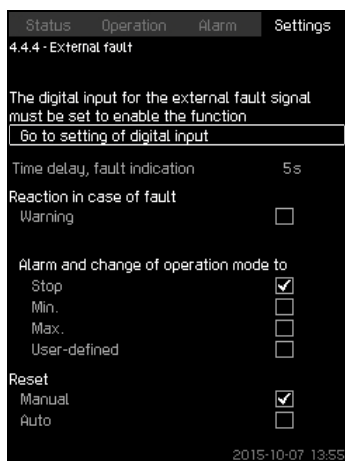 Status Operation Alarm Settings
4.4.4 - External fault
The digital input for the external fault signal
must be set to enable the function
Go to setting of digital input
Time delay, fault indication 5s
Reaction in case of fault
Warning
Alarm and change of operation mode to
Stop
Min.
Max.
User-defined
Reset
Manual
Auto
2015-10-07 13:55